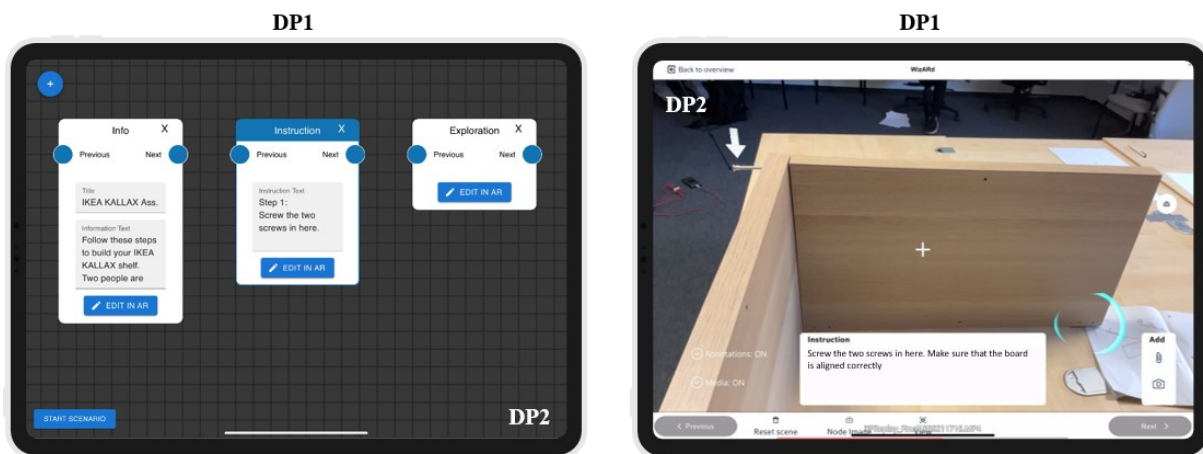 DP1
+
Info X
Previous Next
Title
IKEA KALLAX Ass.
Information Text
Follow these steps
to build your IKEA
KALLAX shelf.
Two people are
EDIT IN AR
Instruction X
Previous Next
Instruction Text
Step 1:
Screw the two
screws in here.
EDIT IN AR
Exploration X
Previous Next
EDIT IN AR
START SCENARIO
DP2
DP1
Back to overview
WizARd
DP2
Annotations: ON
Media: ON
Instruction
Screw the two screws in here. Make sure that the board
is aligned correctly
Add
Previous
Reset scene
Node Image
View
Next